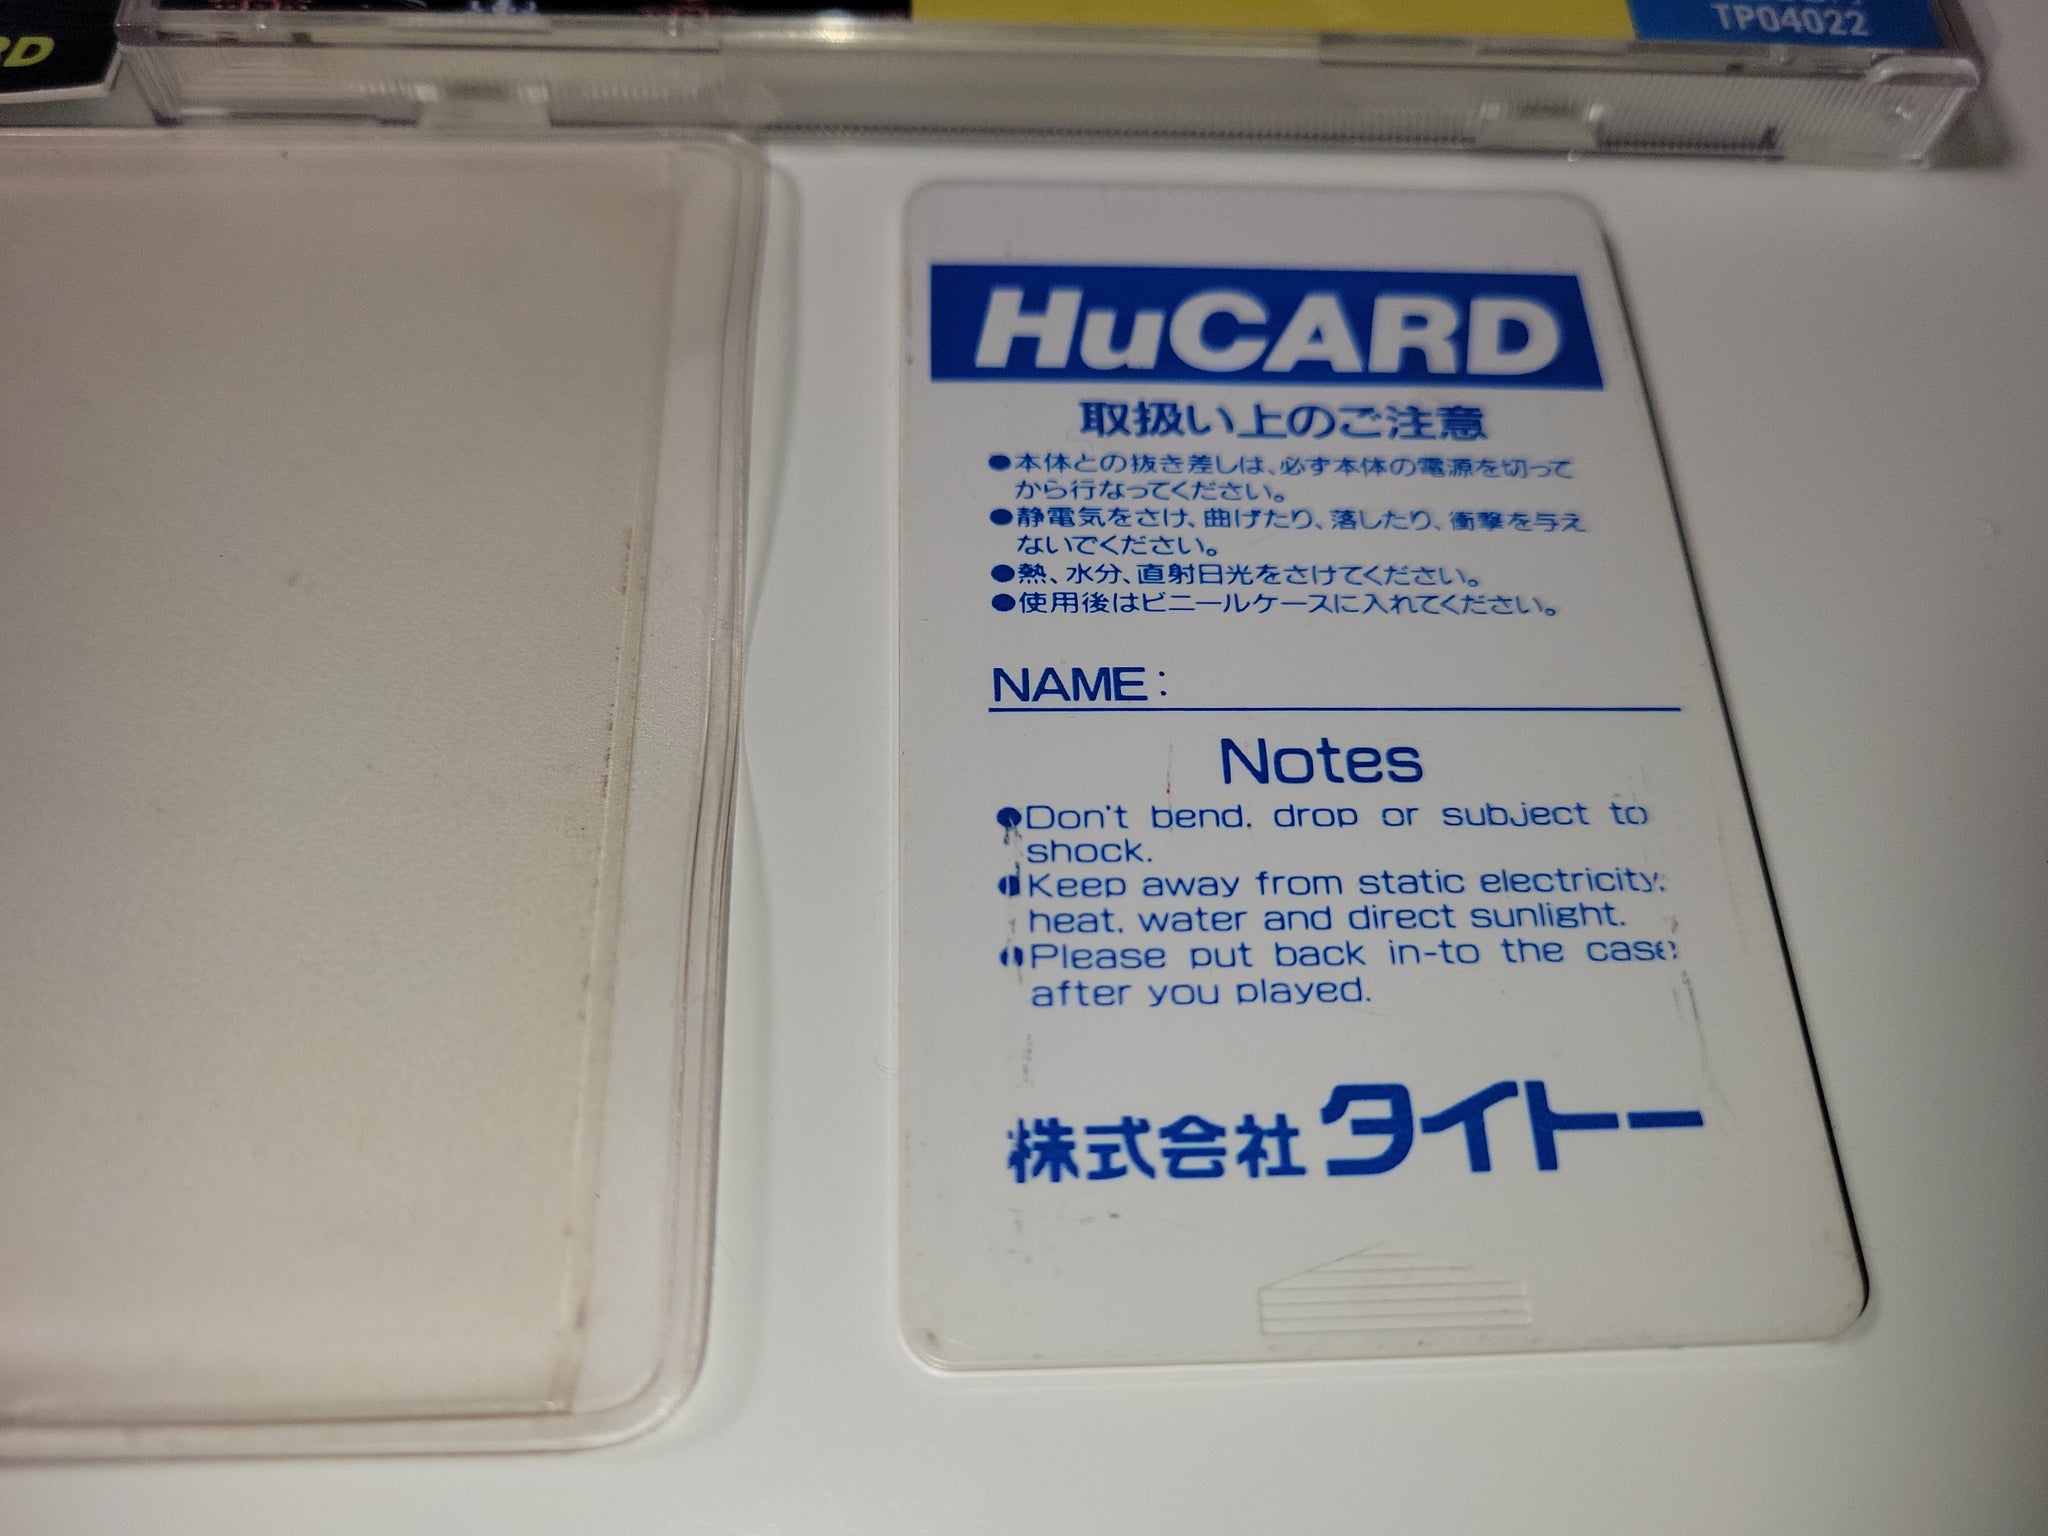 TP04022
HuCARD
取扱い上のご注意
●本体との抜き差しは、必ず本体の電源を切って
から行なってください。
●静電気をさけ、曲げたり、落したり、衝撃を与え
ないでください。
●熱、水分、直射日光をさけてください。
●使用後はビニールケースに入れてください。
NAME:
Notes
●Don't bend, drop or subject to
shock.
●Keep away from static electricity,
heat, water and direct sunlight.
●Please put back in-to the case
after you played.
株式会社タイトー